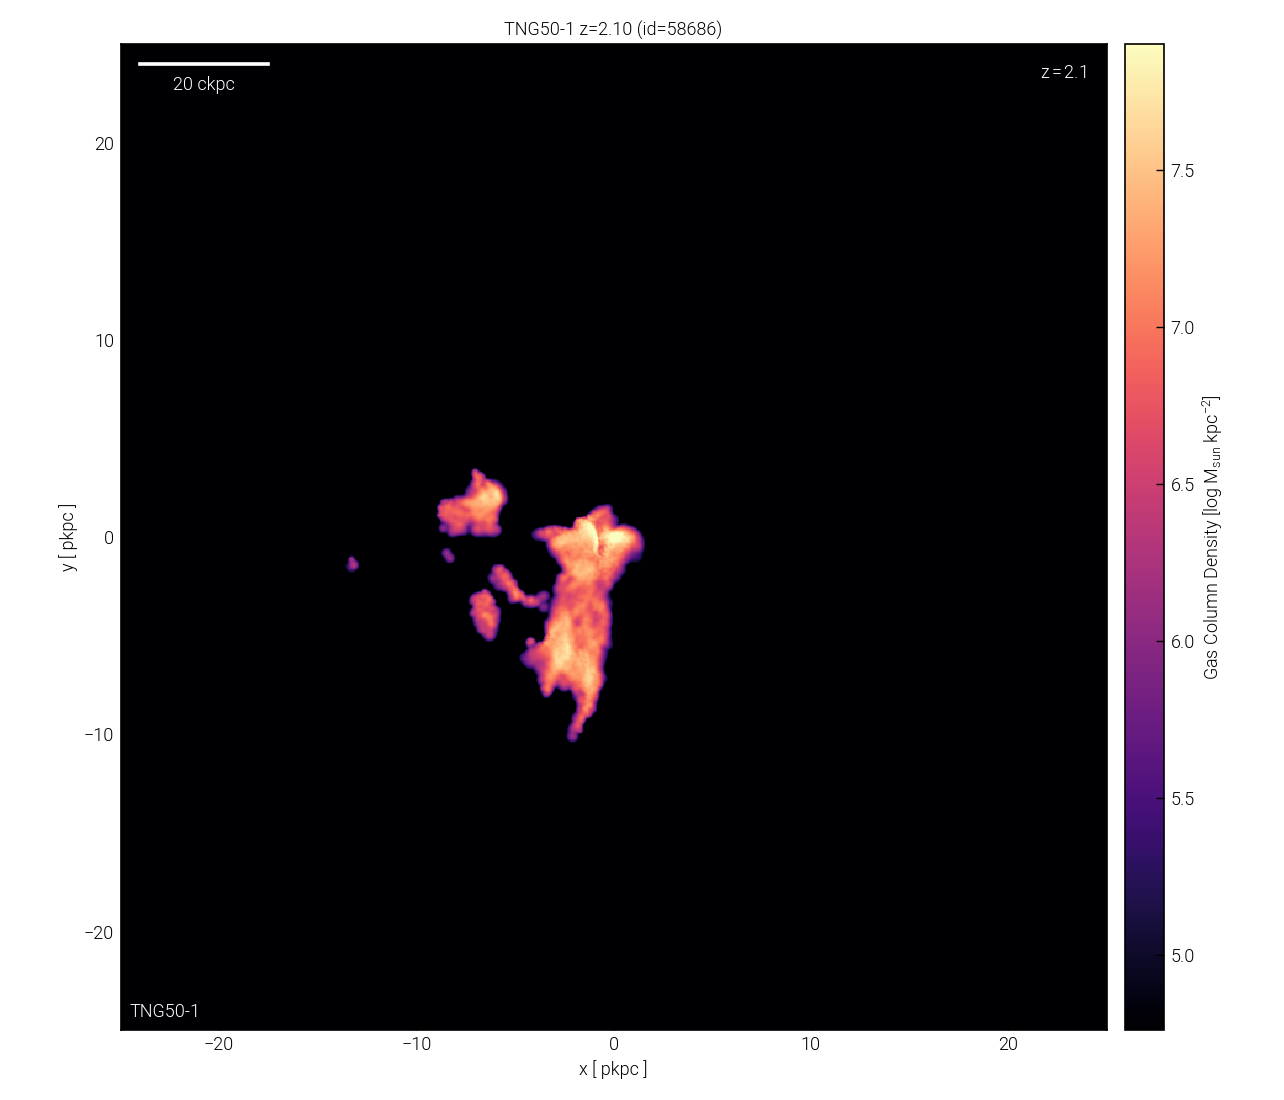 TNG50-1 z=2.10 (id=58686)
20 ckpc
z=2.1
20
10
0
−10
−20
y [ pkpc ]
TNG50-1
−20
−10
0
10
20
x [ pkpc ]
7.5
7.0
6.5
6.0
5.5
5.0
Gas Column Density [log M_sun kpc⁻²]